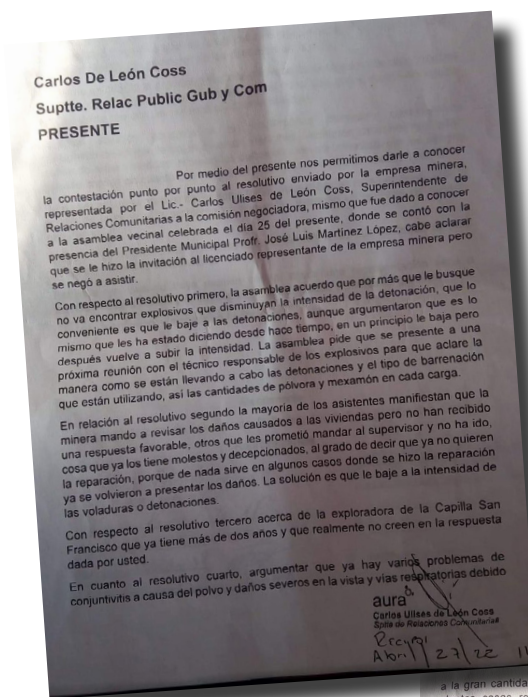 Carlos De León Coss
Suptte. Relac Public Gub y Com
PRESENTE
Por medio del presente nos permitimos darle a conocer
la contestación punto por punto al resolutivo enviado por la empresa minera,
representada por el Lic.- Carlos Ulises de León Coss, Supenntendente de
Relaciones Comunitarias a la comisión negociadora, mismo que fue dado a conocer
a la asamblea vecinal celebrada el día 25 del presente, donde se contó con la
presencia del Presidente Municipal Profr. José Luis Martinez López, cabe aclarar
que se le hizo la invitación al licenciado representante de la empresa minera pero
se negó a asistir.
Con respecto al resolutivo primero, la asamblea acuerdo que por más que le busque
no va encontrar explosivos que disminuyan la intensidad de la detonación, que lo
conveniente es que le baje a las detonaciones, aunque argumentaron que es lo
mismo que les ha estado diciendo desde hace tiempo, en un principio le baja pero
después vuelve a subir la intensidad. La asamblea pide que se presente a una
próxima reunión con el técnico responsable de los explosivos para que aclare la
manera como se están llevando a cabo las detonaciones y el tipo de barrenación
que están utilizando, así las cantidades de pólvora y mexamón en cada carga.
En relación al resolutivo segundo la mayoría de los asistentes manifiestan que la
minera mando a revisar los daños causados a las viviendas pero no han recibido
una respuesta favorable, otros que les prometió mandar al supervisor y no ha ido,
cosa que ya los tiene molestos y decepcionados, al grado de decir que ya no quieren
la reparación, porque de nada sirve en algunos casos donde se hizo la reparación
ya se volvieron a presentar los daños. La solución es que le baje a la intensidad de
las voladuras o detonaciones.
Con respecto al resolutivo tercero acerca de la exploradora de la Capilla San
Francisco que ya tiene más de dos años y que realmente no creen en la respuesta
dada por usted.
En cuanto al resolutivo cuarto, argumentar que ya hay varios problemas de
conjuntivitis a causa del polvo y daños severos en la vista y vías respiratorias debido
aura
Carlos Ulises de León Coss
Sptte de Relaciones Comunitarias
Recyroi
Abril 27/22 11
a la gran cantida